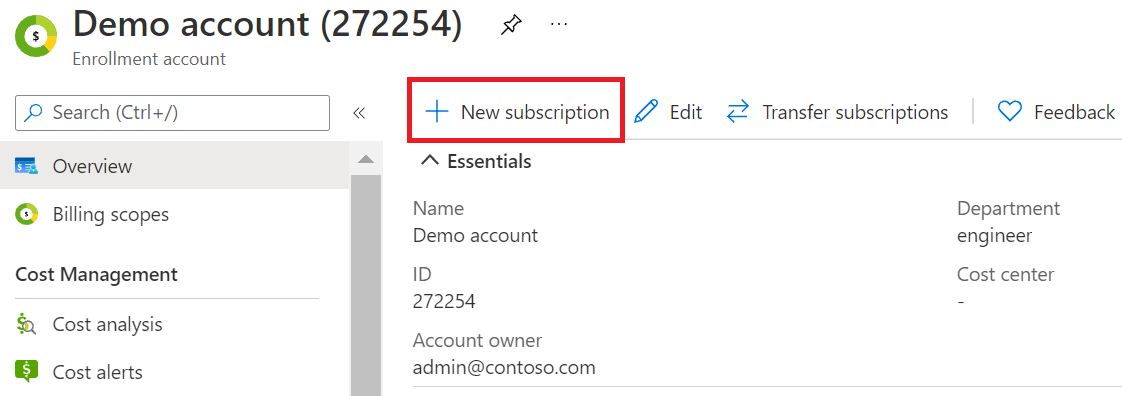 Demo account (272254)
Enrollment account
Search (Ctrl+/)
Overview
Billing scopes
Cost Management
Cost analysis
Cost alerts
New subscription
Edit
Transfer subscriptions
Feedback
Essentials
Name
Demo account
ID
272254
Account owner
admin@contoso.com
Department
engineer
Cost center
-